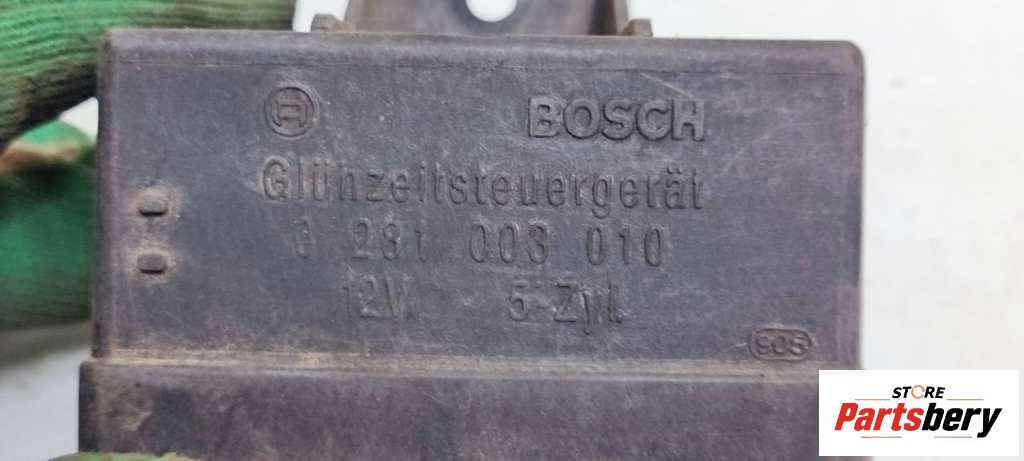 BOSCH
Glühzeitsteuergerät
0 281 003 010
12V. 5-Zyl.
905
STORE
Partsbery